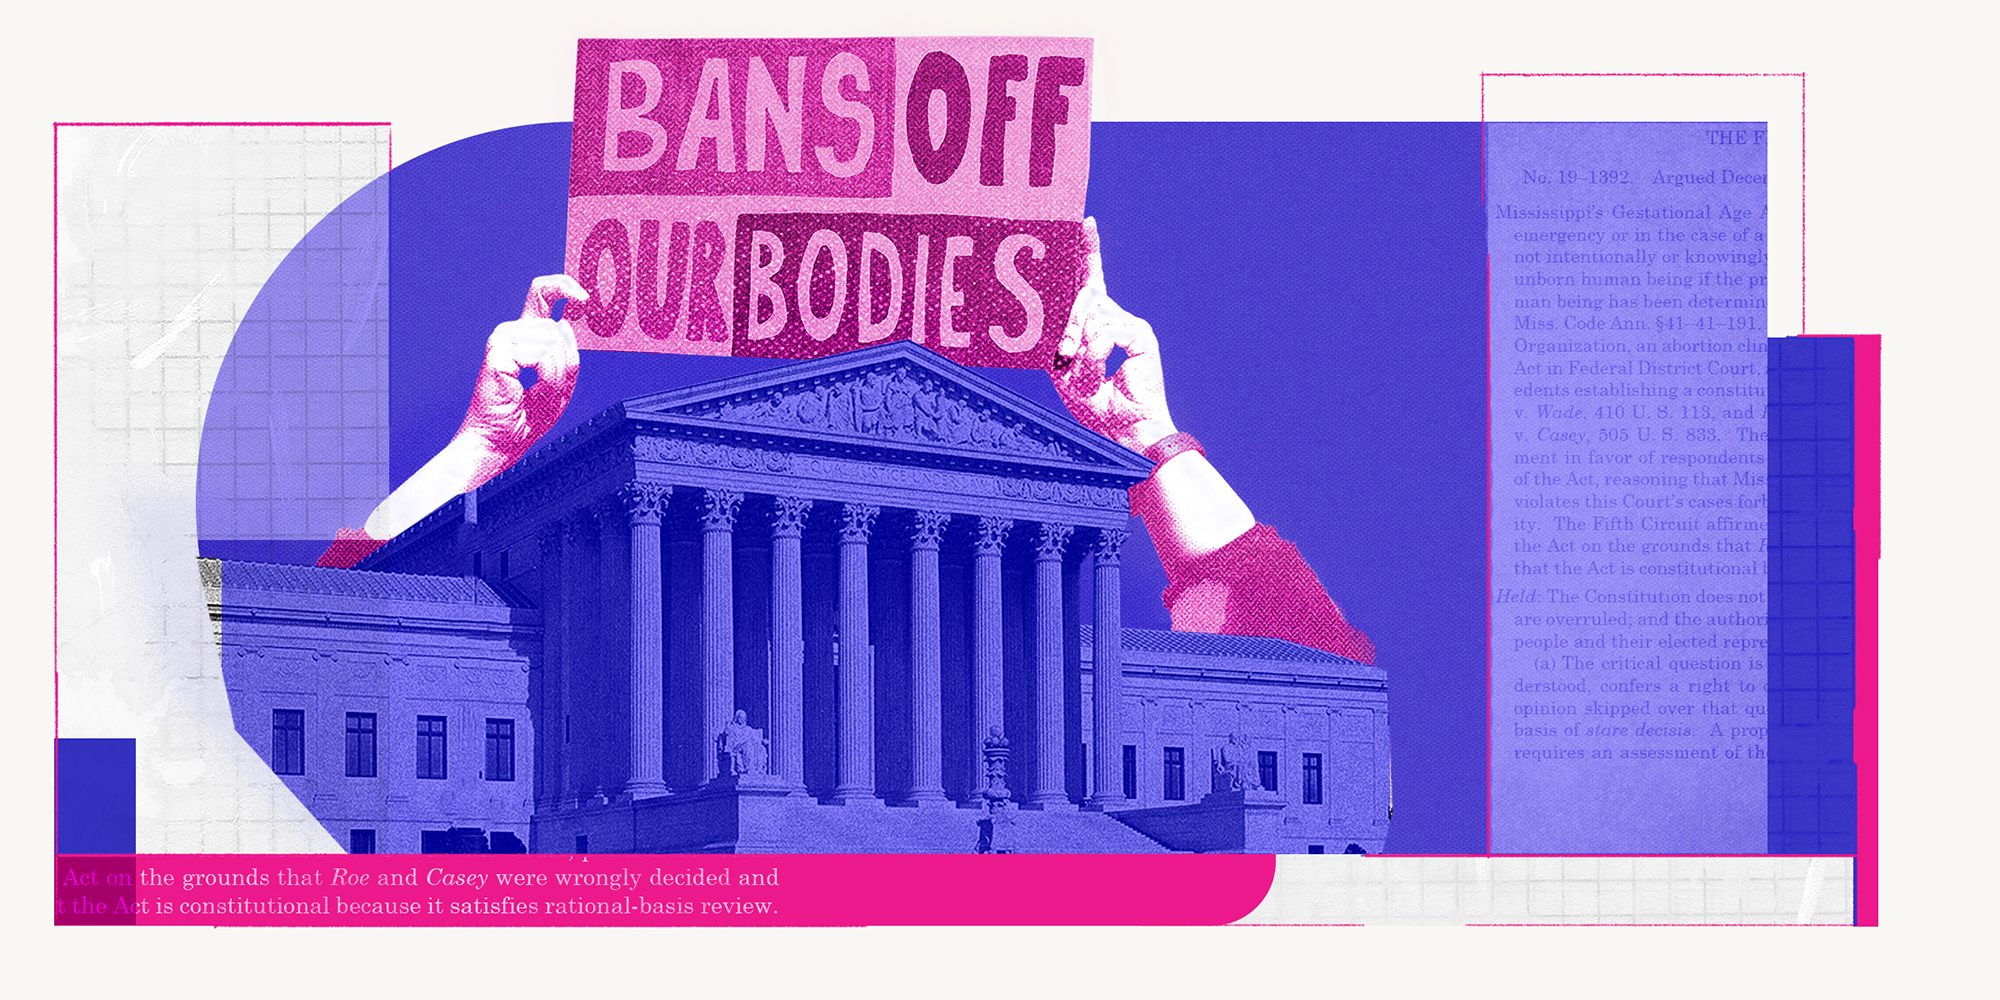 BANS OFF
OUR BODIES
THE F
No. 19–1392. Argued Decem
Mississippi's Gestational Age A
emergency or in the case of a
not intentionally or knowingly
unborn human being if the pr
man being has been determin
Miss. Code Ann. §41–41–191.
Organization, an abortion clin
Act in Federal District Court,
edents establishing a constitu
v. Wade, 410 U. S. 113, and
v. Casey, 505 U. S. 833. The
ment in favor of respondents
of the Act, reasoning that Miss
violates this Court's cases forb
ity. The Fifth Circuit affirme
the Act on the grounds that R
that the Act is constitutional b
Held: The Constitution does not
are overruled; and the authori
people and their elected repre
(a) The critical question is
derstood, confers a right to o
opinion skipped over that qu
basis of stare decisis. A prop
requires an assessment of th
Act on the grounds that Roe and Casey were wrongly decided and
t the Act is constitutional because it satisfies rational-basis review.